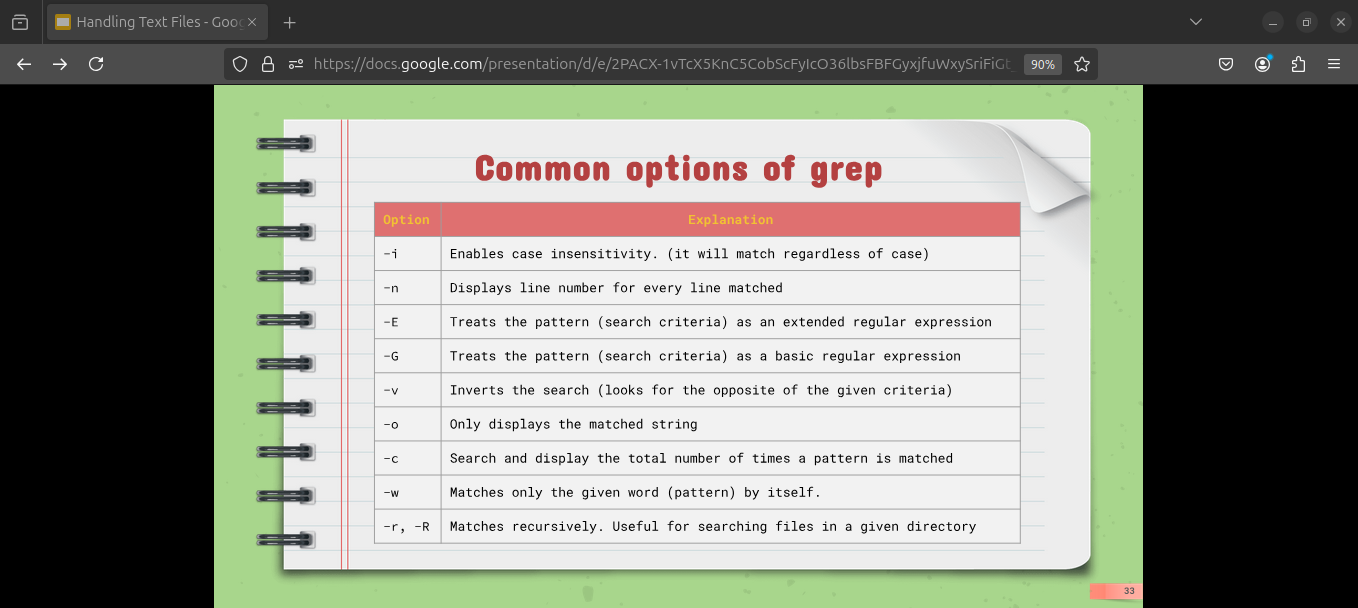 Handling Text Files - Goog
https://docs.google.com/presentation/d/e/2PACX-1vTcX5KnC5CobScFyIcO36lbsFBFGyxjfuWxySriFiGt_
90%
Common options of grep
Option Explanation
-i Enables case insensitivity. (it will match regardless of case)
-n Displays line number for every line matched
-E Treats the pattern (search criteria) as an extended regular expression
-G Treats the pattern (search criteria) as a basic regular expression
-v Inverts the search (looks for the opposite of the given criteria)
-o Only displays the matched string
-c Search and display the total number of times a pattern is matched
-w Matches only the given word (pattern) by itself.
-r, -R Matches recursively. Useful for searching files in a given directory
33